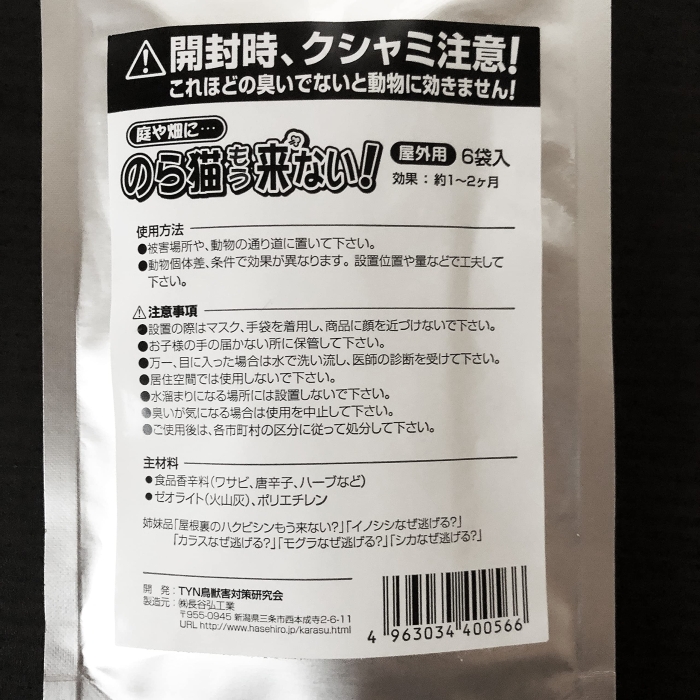 開封時、クシャミ注意!
これほどの臭いでないと動物に効きません!
庭や畑に…
のら猫もう来ない! 屋外用 6袋入
効果：約1～2ヶ月
使用方法
●被害場所や、動物の通り道に置いて下さい。
●動物個体差、条件で効果が異なります。設置位置や量などで工夫して
下さい。
⚠注意事項
●設置の際はマスク、手袋を着用し、商品に顔を近づけないで下さい。
●お子様の手の届かない所に保管して下さい。
●万一、目に入った場合は水で洗い流し、医師の診断を受けて下さい。
●居住空間では使用しないで下さい。
●水溜まりになる場所には設置しないで下さい。
●臭いが気になる場合は使用を中止して下さい。
●ご使用後は、各市町村の区分に従って処分して下さい。
主材料
●食品香辛料(ワサビ、唐辛子、ハーブなど)
●ゼオライト(火山灰)、ポリエチレン
姉妹品「屋根裏のハクビシンもう来ない?」「イノシシなぜ逃げる?」
「カラスなぜ逃げる?」「モグラなぜ逃げる?」「シカなぜ逃げる?」
開 発：TYN鳥獣害対策研究会
製造元：㈱長谷弘工業
〒955-0945 新潟県三条市西本成寺2-6-11
URL http://www.hasehiro.jp/karasu.html
4 963034 400566